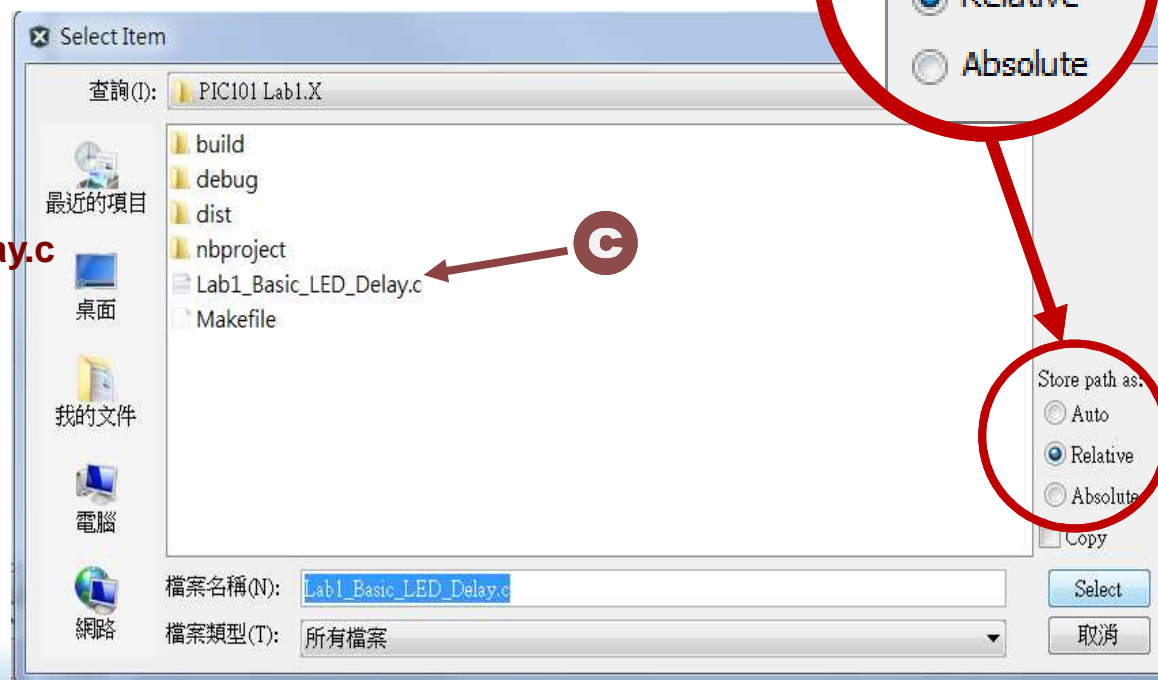 Relative
Absolute
Select Item
查詢(I):
PIC101 Lab1.X
build
debug
dist
nbproject
Lab1_Basic_LED_Delay.c
Makefile
最近的項目
桌面
我的文件
電腦
網路
ay.c
C
Store path as:
Auto
Relative
Absolute
Copy
檔案名稱(N):
Lab1_Basic_LED_Delay.c
Select
檔案類型(T):
所有檔案
取消